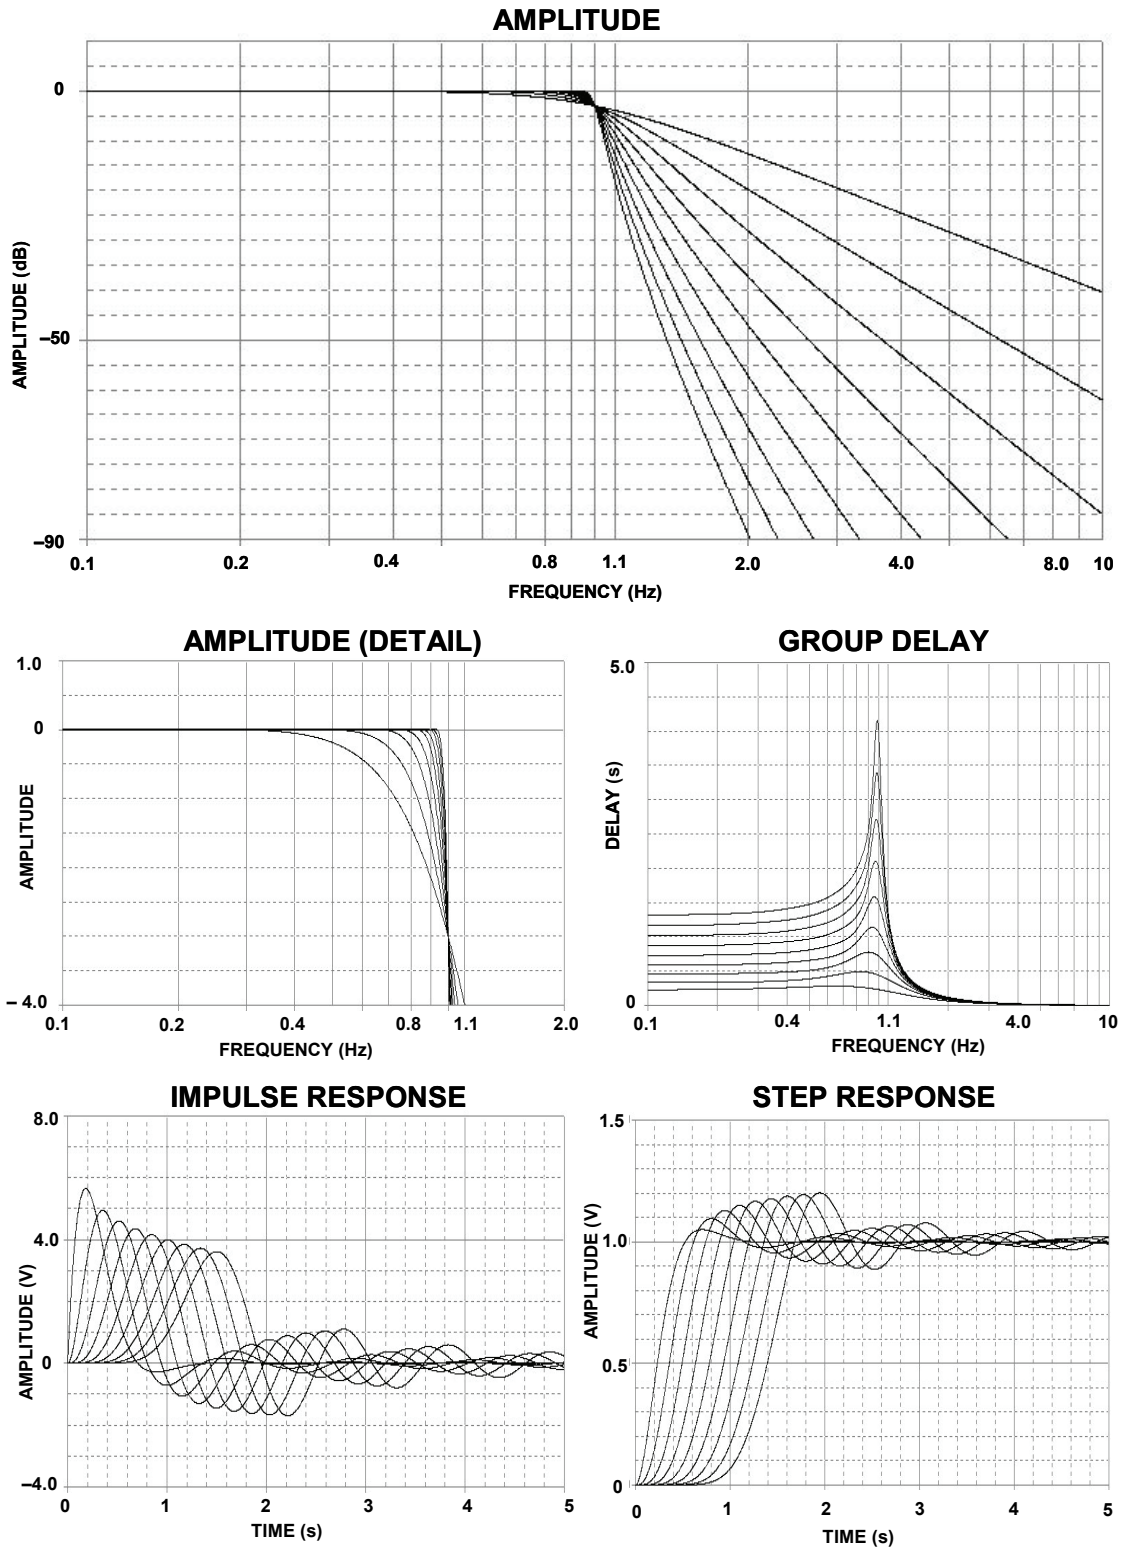 AMPLITUDE
0
–50
–90
AMPLITUDE (dB)
0.1 0.2 0.4 0.8 1.1 2.0 4.0 8.0 10
FREQUENCY (Hz)
AMPLITUDE (DETAIL)
1.0
0
– 4.0
AMPLITUDE
0.1 0.2 0.4 0.8 1.1 2.0
FREQUENCY (Hz)
GROUP DELAY
5.0
0
DELAY (s)
0.1 0.4 1.1 4.0 10
FREQUENCY (Hz)
IMPULSE RESPONSE
8.0
4.0
0
–4.0
AMPLITUDE (V)
0 1 2 3 4 5
TIME (s)
STEP RESPONSE
1.5
1.0
0.5
0
AMPLITUDE (V)
0 1 2 3 4 5
TIME (s)